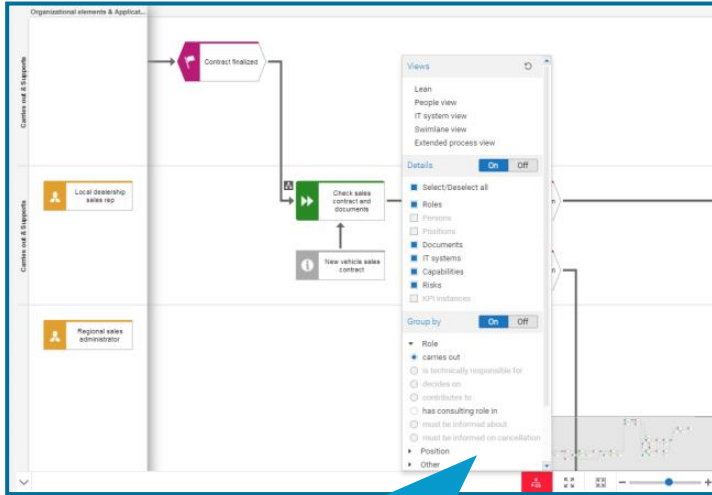 Organizational elements & Applicat...
Carries out & Supports
Contract finalized
Carries out & Supports
Local dealership
sales rep
Check sales
contract and
documents
New vehicle sales
contract
Regional sales
administrator
Views
Lean
People view
IT system view
Swimlane view
Extended process view
Details
On
Off
Select/Deselect all
Roles
Persons
Positions
Documents
IT systems
Capabilities
Risks
KPI instances
Group by
On
Off
Role
carries out
is technically responsible for
decides on
contributes to
has consulting role in
must be informed about
must be informed on cancellation
Position
Other